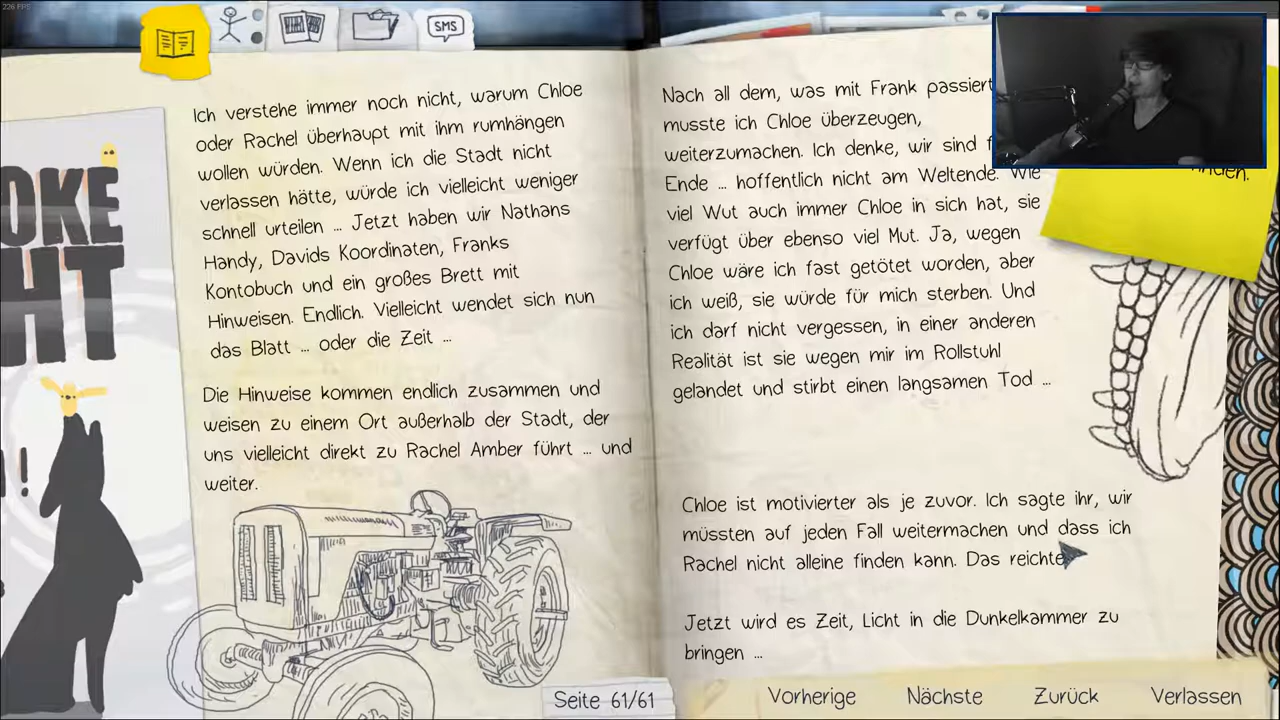 226 FPS
SMS
OKE
HT
!
Ich verstehe immer noch nicht, warum Chloe
oder Rachel überhaupt mit ihm rumhängen
wollen würden. Wenn ich die Stadt nicht
verlassen hätte, würde ich vielleicht weniger
schnell urteilen ... Jetzt haben wir Nathans
Handy, Davids Koordinaten, Franks
Kontobuch und ein großes Brett mit
Hinweisen. Endlich. Vielleicht wendet sich nun
das Blatt ... oder die Zeit ...
Die Hinweise kommen endlich zusammen und
weisen zu einem Ort außerhalb der Stadt, der
uns vielleicht direkt zu Rachel Amber führt ... und
weiter.
Nach all dem, was mit Frank passiert
musste ich Chloe überzeugen,
weiterzumachen. Ich denke, wir sind
Ende ... hoffentlich nicht am Weltende. Wie
viel Wut auch immer Chloe in sich hat, sie
verfügt über ebenso viel Mut. Ja, wegen
Chloe wäre ich fast getötet worden, aber
ich weiß, sie würde für mich sterben. Und
ich darf nicht vergessen, in einer anderen
Realität ist sie wegen mir im Rollstuhl
gelandet und stirbt einen langsamen Tod ...
Chloe ist motivierter als je zuvor. Ich sagte ihr, wir
müssten auf jeden Fall weitermachen und dass ich
Rachel nicht alleine finden kann. Das reichte
Jetzt wird es Zeit, Licht in die Dunkelkammer zu
bringen ...
Seite 61/61
Vorherige Nächste Zurück Verlassen